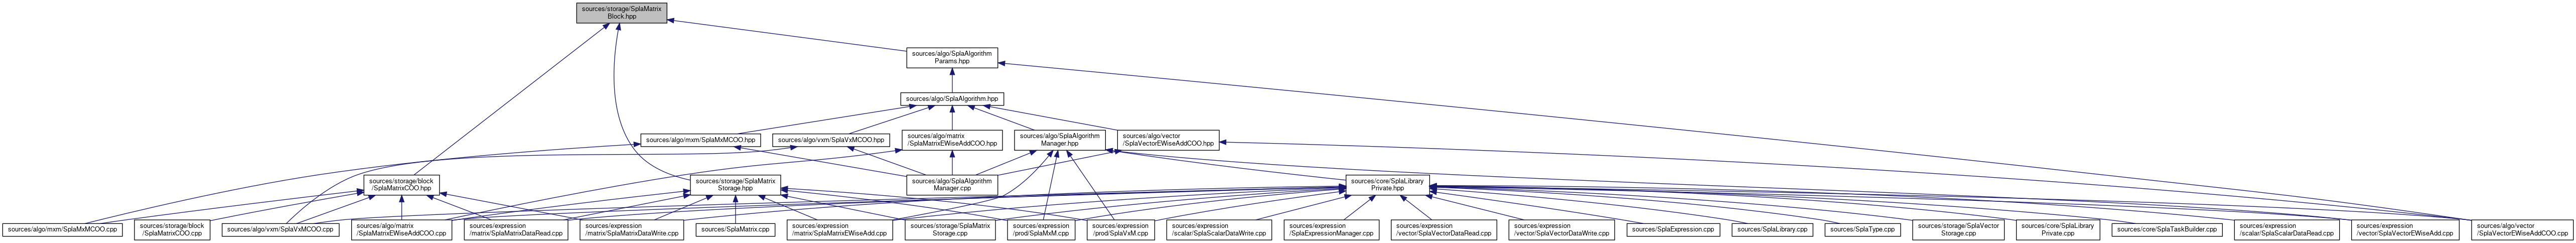 sources/storage/SplaMatrix
Block.hpp
sources/algo/SplaAlgorithm
Params.hpp
sources/algo/SplaAlgorithm.hpp
sources/algo/mxm/SplaMxMCOO.hpp
sources/algo/vxm/SplaVxMCOO.hpp
sources/algo/matrix
/SplaMatrixEWiseAddCOO.hpp
sources/algo/SplaAlgorithm
Manager.hpp
sources/algo/vector
/SplaVectorEWiseAddCOO.hpp
sources/storage/block
/SplaMatrixCOO.hpp
sources/storage/SplaMatrix
Storage.hpp
sources/algo/SplaAlgorithm
Manager.cpp
sources/core/SplaLibrary
Private.hpp
sources/algo/mxm/SplaMxMCOO.cpp
sources/storage/block
/SplaMatrixCOO.cpp
sources/algo/vxm/SplaVxMCOO.cpp
sources/algo/matrix
/SplaMatrixEWiseAddCOO.cpp
sources/expression
/matrix/SplaMatrixDataRead.cpp
sources/expression
/matrix/SplaMatrixDataWrite.cpp
sources/SplaMatrix.cpp
sources/expression
/matrix/SplaMatrixEWiseAdd.cpp
sources/storage/SplaMatrix
Storage.cpp
sources/expression
/prod/SplaMxM.cpp
sources/expression
/prod/SplaVxM.cpp
sources/expression
/scalar/SplaScalarDataWrite.cpp
sources/expression
/SplaExpressionManager.cpp
sources/expression
/vector/SplaVectorDataRead.cpp
sources/expression
/vector/SplaVectorDataWrite.cpp
sources/SplaExpression.cpp
sources/SplaLibrary.cpp
sources/SplaType.cpp
sources/storage/SplaVector
Storage.cpp
sources/core/SplaLibrary
Private.cpp
sources/core/SplaTaskBuilder.cpp
sources/expression
/scalar/SplaScalarDataRead.cpp
sources/expression
/vector/SplaVectorEWiseAdd.cpp
sources/algo/vector
/SplaVectorEWiseAddCOO.cpp